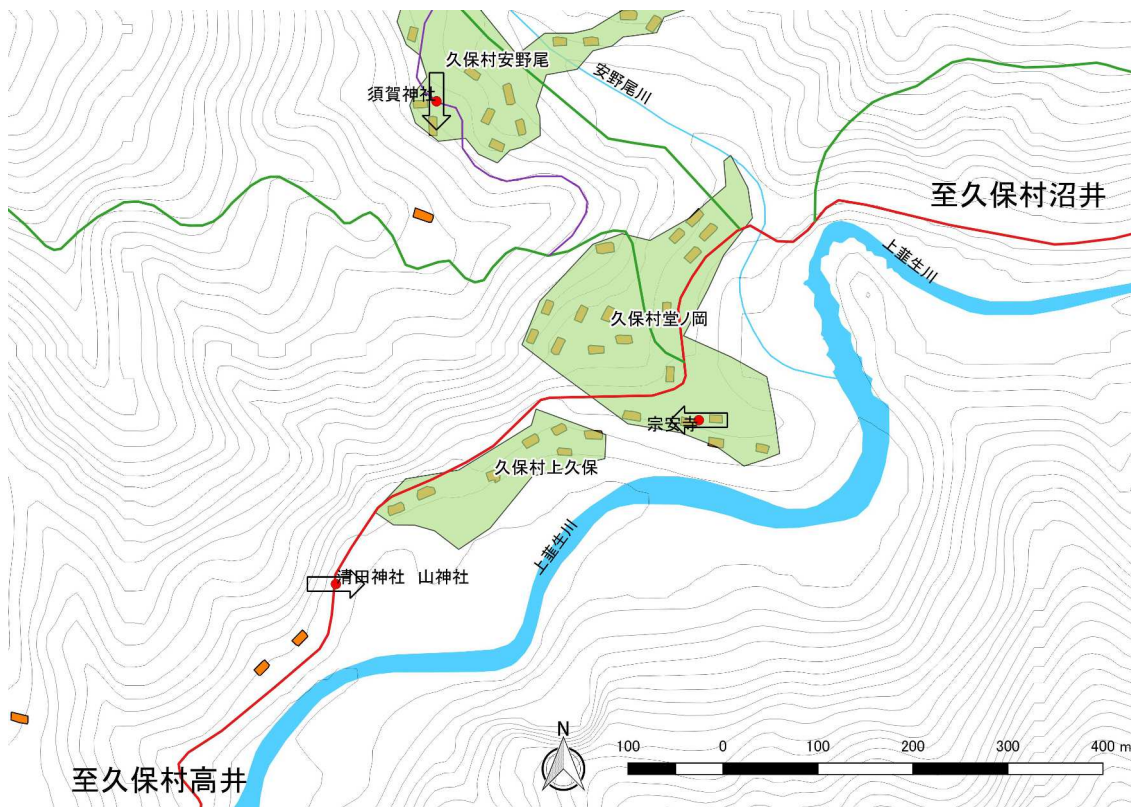 久保村安野尾
安野尾川
須賀神社
至久保村沼井
上韮生川
久保村堂ノ岡
宗安寺
久保村上久保
上韮生川
清田神社 山神社
至久保村高井
N
100 0 100 200 300 400 m